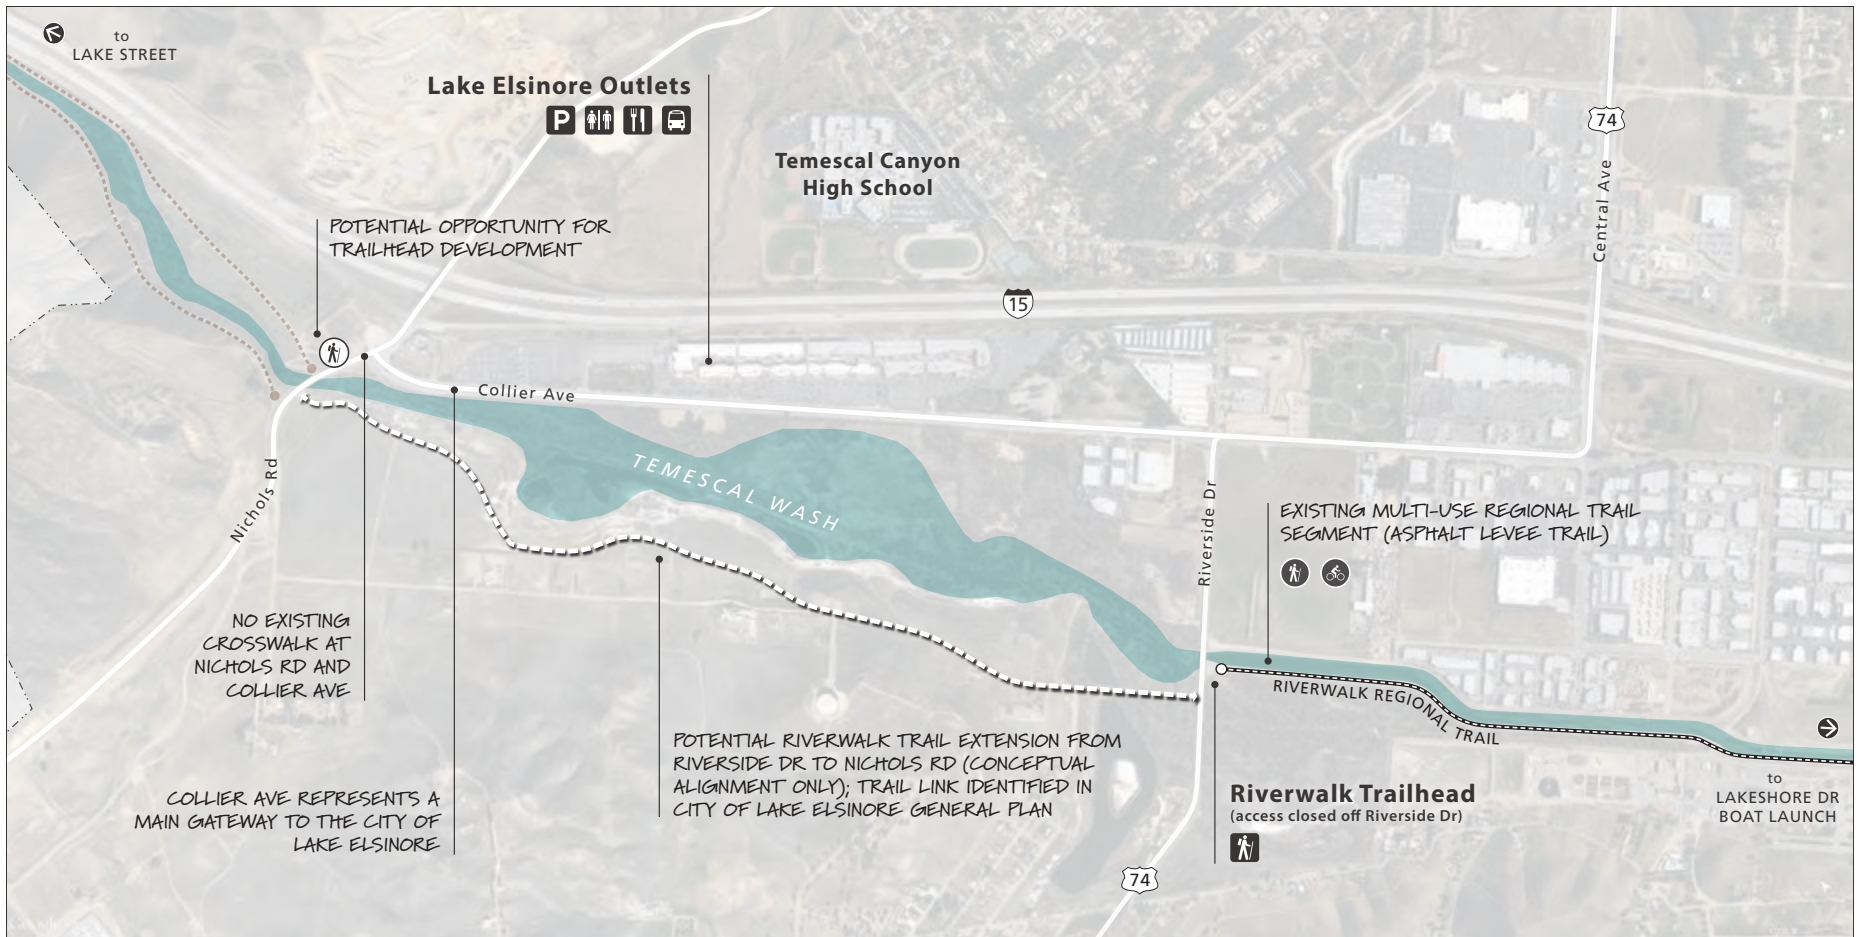 to
LAKE STREET
Lake Elsinore Outlets
P
Temescal Canyon
High School
74
Central Ave
POTENTIAL OPPORTUNITY FOR
TRAILHEAD DEVELOPMENT
15
Collier Ave
TEMESCAL WASH
Nichols Rd
Riverside Dr
EXISTING MULTI-USE REGIONAL TRAIL
SEGMENT (ASPHALT LEVEE TRAIL)
NO EXISTING
CROSSWALK AT
NICHOLS RD AND
COLLIER AVE
RIVERWALK REGIONAL TRAIL
POTENTIAL RIVERWALK TRAIL EXTENSION FROM
RIVERSIDE DR TO NICHOLS RD (CONCEPTUAL
ALIGNMENT ONLY); TRAIL LINK IDENTIFIED IN
CITY OF LAKE ELSINORE GENERAL PLAN
COLLIER AVE REPRESENTS A
MAIN GATEWAY TO THE CITY OF
LAKE ELSINORE
Riverwalk Trailhead
(access closed off Riverside Dr)
to
LAKESHORE DR
BOAT LAUNCH
74